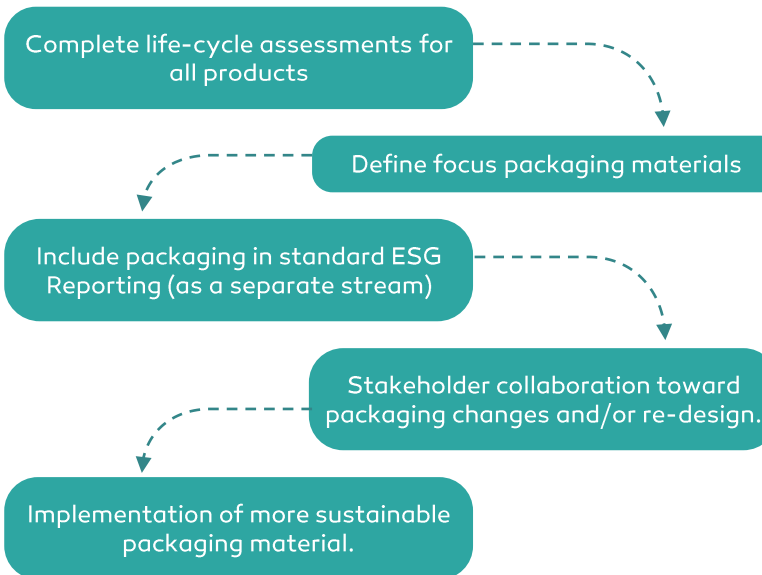 Complete life-cycle assessments for
all products
Define focus packaging materials
Include packaging in standard ESG
Reporting (as a separate stream)
Stakeholder collaboration toward
packaging changes and/or re-design.
Implementation of more sustainable
packaging material.